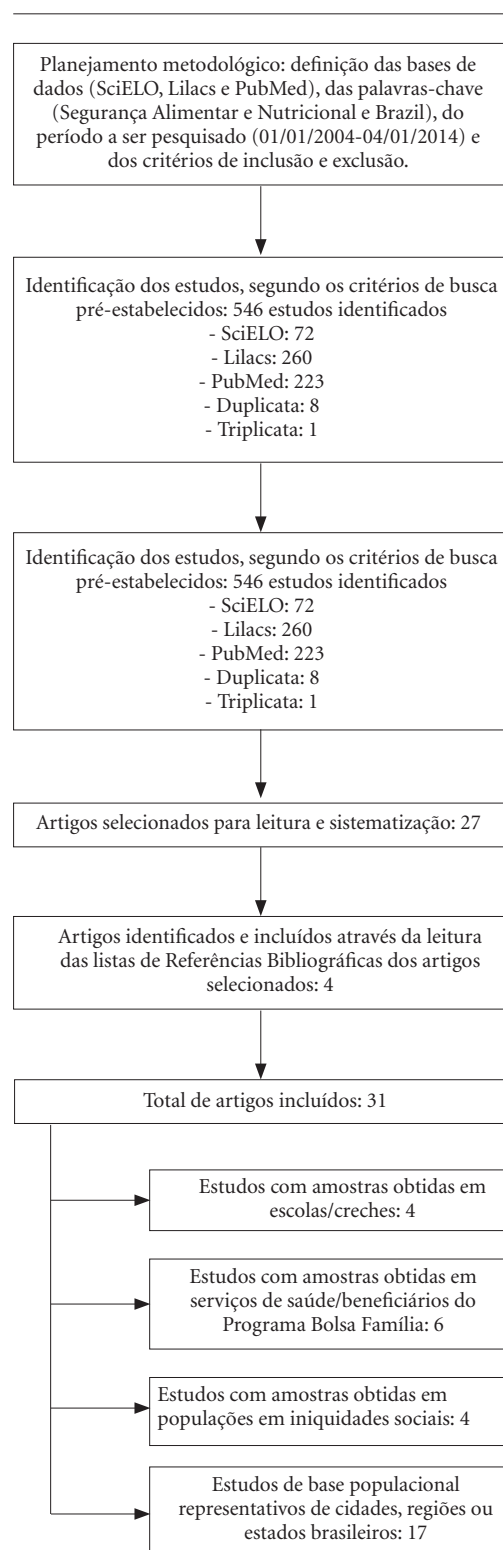 Planejamento metodológico: definição das bases de
dados (SciELO, Lilacs e PubMed), das palavras-chave
(Segurança Alimentar e Nutricional e Brazil), do
período a ser pesquisado (01/01/2004-04/01/2014) e
dos critérios de inclusão e exclusão.
Identificação dos estudos, segundo os critérios de busca
pré-estabelecidos: 546 estudos identificados
- SciELO: 72
- Lilacs: 260
- PubMed: 223
- Duplicata: 8
- Triplicata: 1
Identificação dos estudos, segundo os critérios de busca
pré-estabelecidos: 546 estudos identificados
- SciELO: 72
- Lilacs: 260
- PubMed: 223
- Duplicata: 8
- Triplicata: 1
Artigos selecionados para leitura e sistematização: 27
Artigos identificados e incluídos através da leitura
das listas de Referências Bibliográficas dos artigos
selecionados: 4
Total de artigos incluídos: 31
Estudos com amostras obtidas em
escolas/creches: 4
Estudos com amostras obtidas em
serviços de saúde/beneficiários do
Programa Bolsa Família: 6
Estudos com amostras obtidas em
populações em iniquidades sociais: 4
Estudos de base populacional
representativos de cidades, regiões ou
estados brasileiros: 17